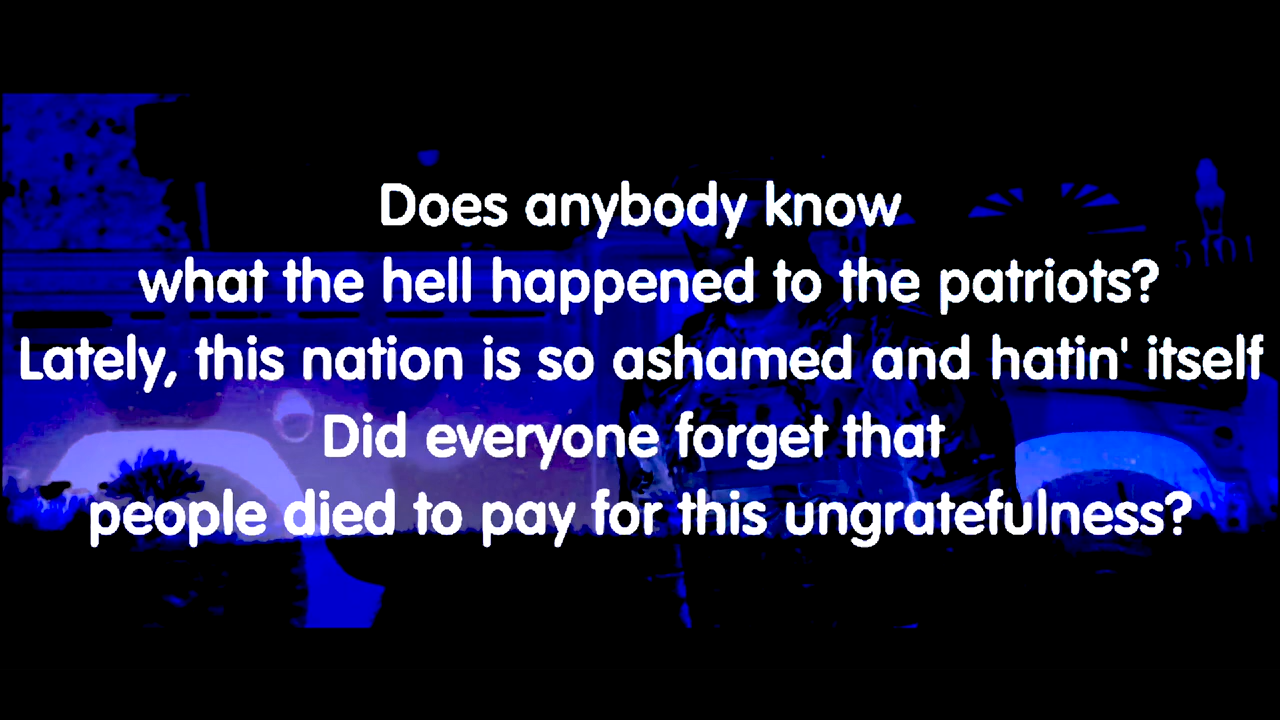 Does anybody know
what the hell happened to the patriots?
Lately, this nation is so ashamed and hatin' itself
Did everyone forget that
people died to pay for this ungratefulness?
5101